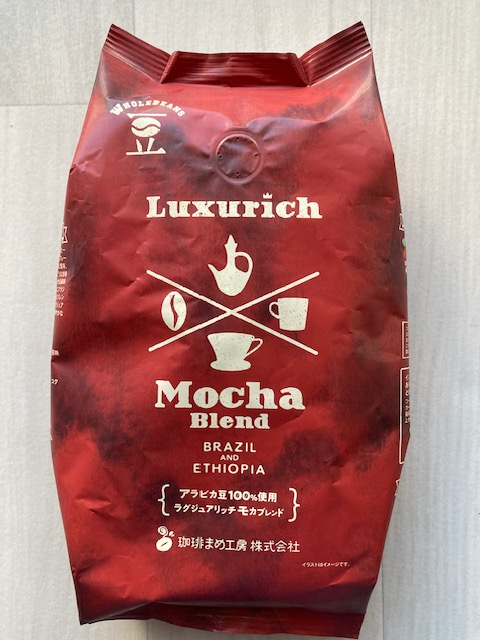 WHOLEBEANS
豆
Luxurich
Mocha
Blend
BRAZIL
AND
ETHIOPIA
アラビカ豆100%使用
ラグジュアリッチ モカブレンド
珈琲まめ工房 株式会社
イラストはイメージです。